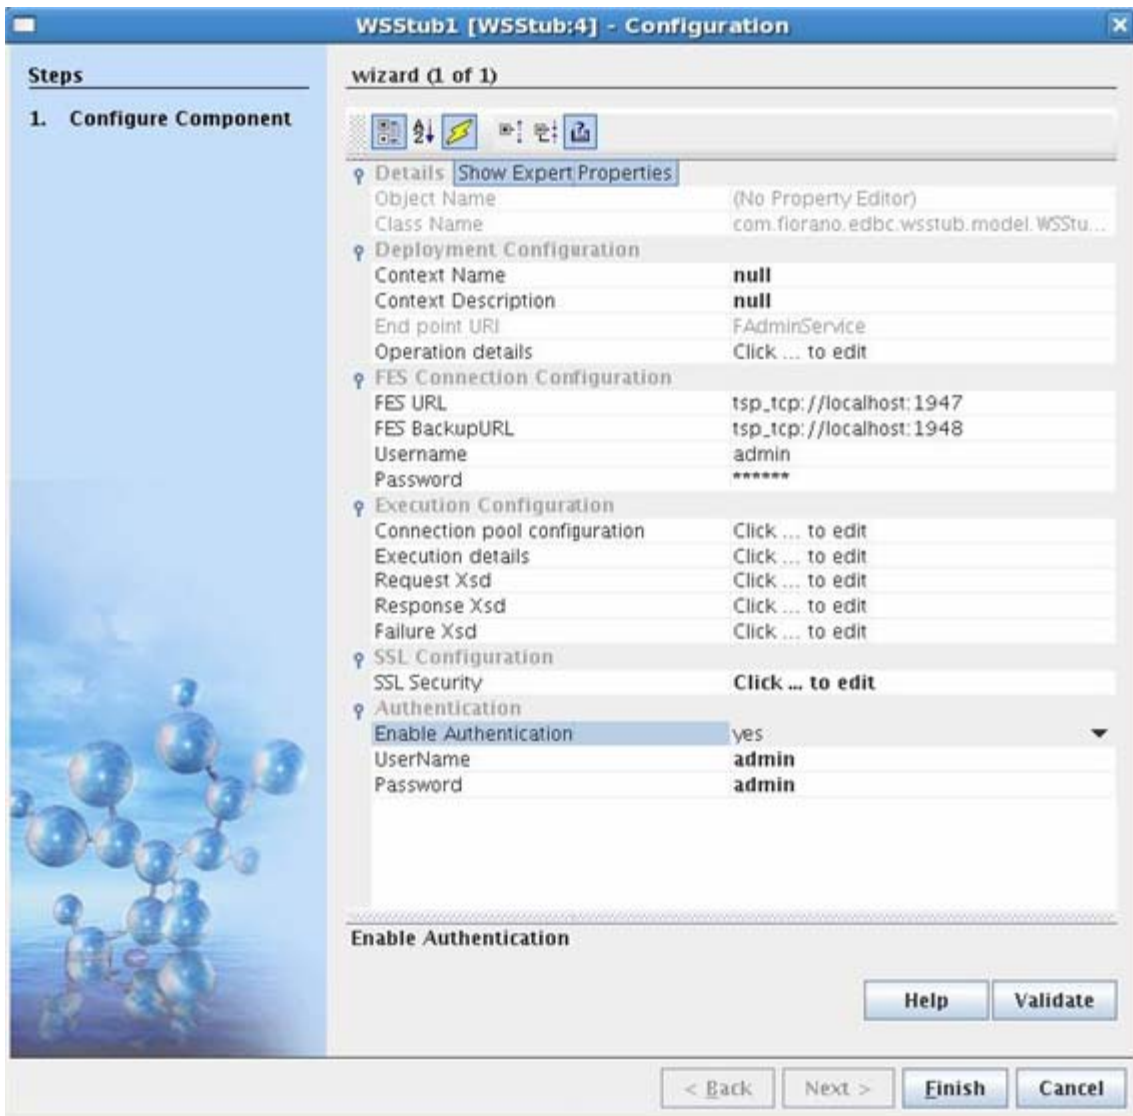 WSStub1 [WSStub:4] - Configuration
Steps
1. Configure Component
wizard (1 of 1)
Details Show Expert Properties
Object Name (No Property Editor)
Class Name com.fiorano.edbc.wsstub.model.WSStu...
Deployment Configuration
Context Name null
Context Description null
End point URI FAdminService
Operation details Click ... to edit
FES Connection Configuration
FES URL tsp_tcp://localhost:1947
FES BackupURL tsp_tcp://localhost:1948
Username admin
Password ******
Execution Configuration
Connection pool configuration Click ... to edit
Execution details Click ... to edit
Request Xsd Click ... to edit
Response Xsd Click ... to edit
Failure Xsd Click ... to edit
SSL Configuration
SSL Security Click ... to edit
Authentication
Enable Authentication yes
UserName admin
Password admin
Enable Authentication
Help Validate
< Back Next > Finish Cancel